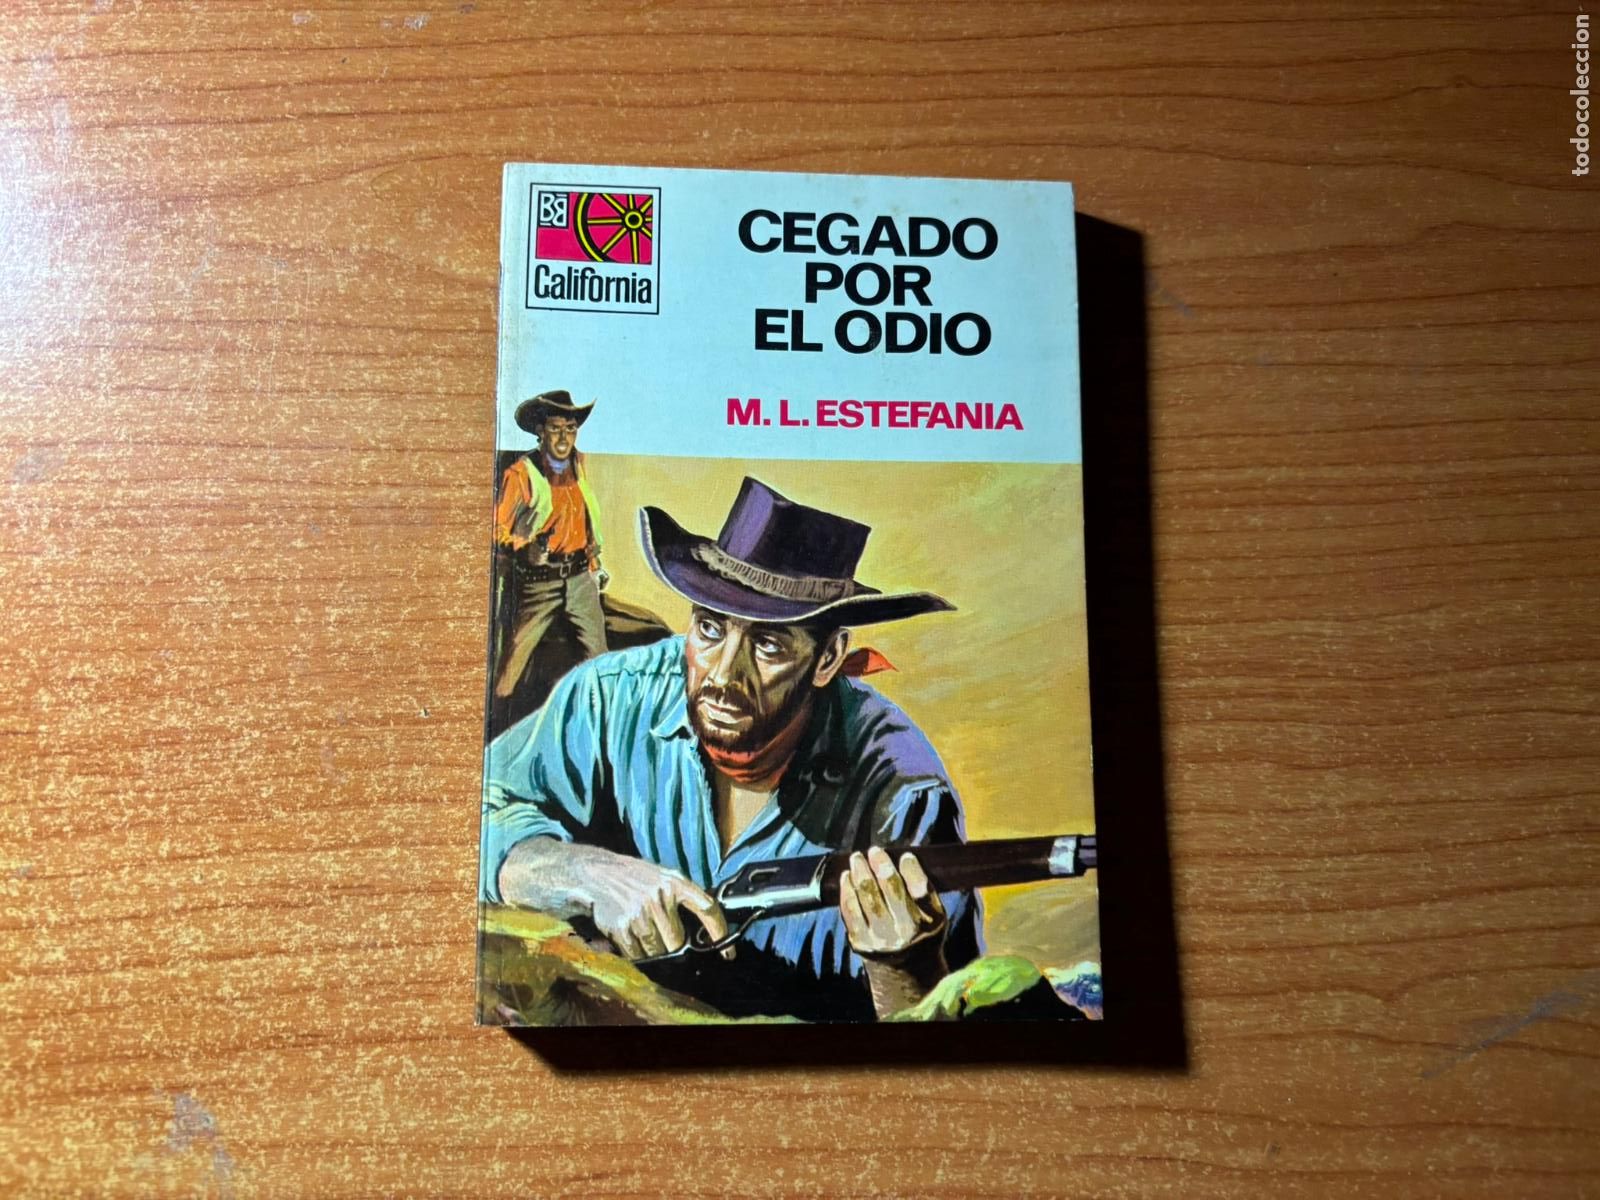 BB
California
CEGADO
POR
EL ODIO
M. L. ESTEFANIA
todocoleccion